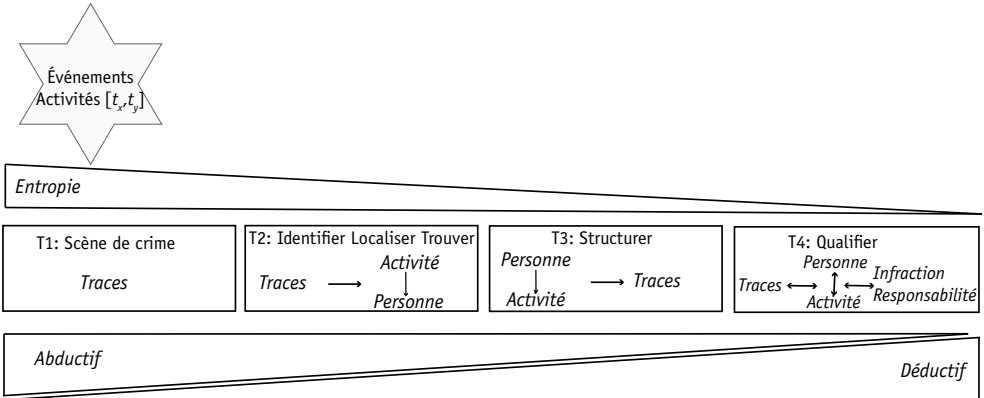 Événements
Activités [tx,ty]
Entropie
T1: Scène de crime
Traces
T2: Identifier Localiser Trouver
Activité
Traces → ↓
Personne
T3: Structurer
Personne
↓ → Traces
Activité
T4: Qualifier
Personne
Traces ↔ ↕ ↔ Infraction
Responsabilité
Activité
Abductif
Déductif